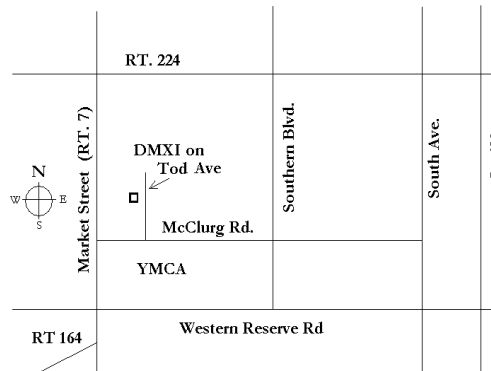 RT. 224
Market Street (RT. 7)
DMXI on
Tod Ave
Southern Blvd.
South Ave.
N
W
E
S
McClurg Rd.
YMCA
Western Reserve Rd
RT 164